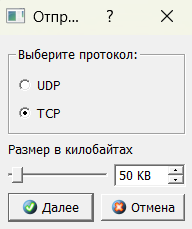 Отпр... ?
Выберите протокол:
UDP
TCP
Размер в килобайтах
50 KB
Далее
Отмена